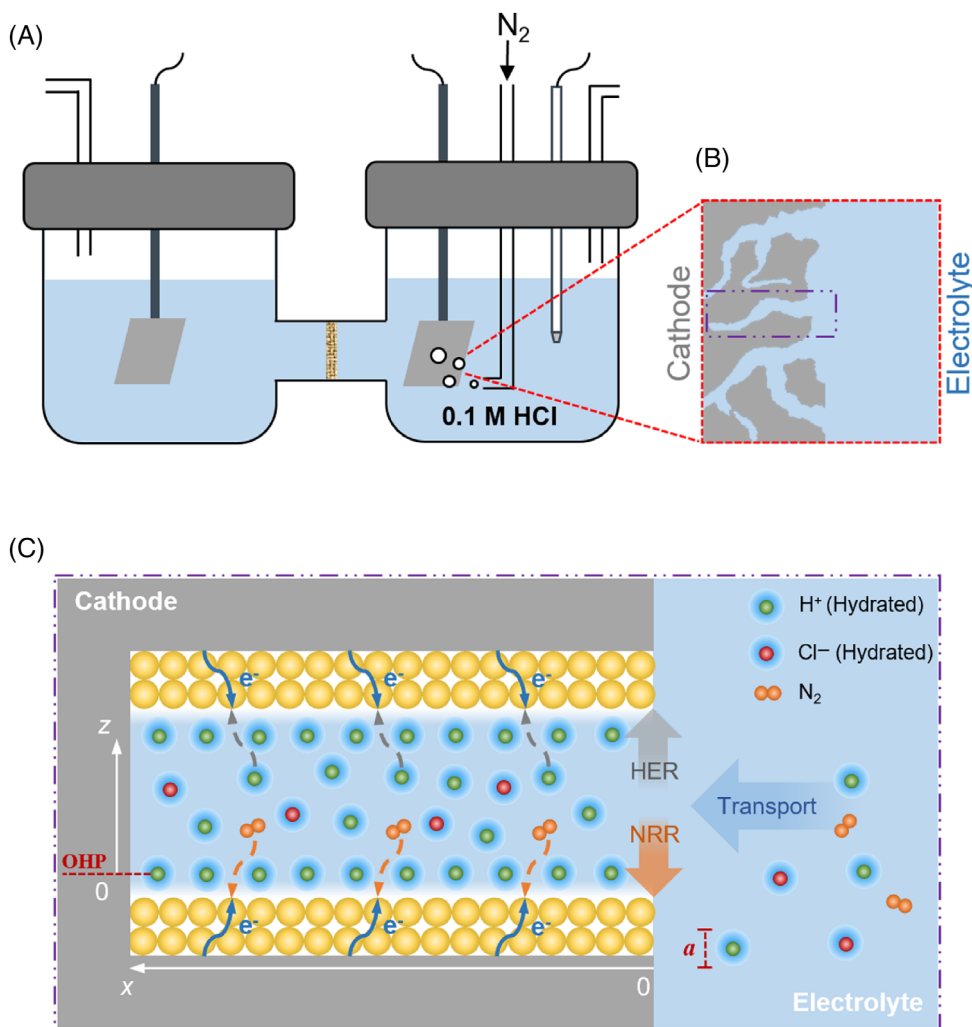 (A)
N₂
0.1 M HCl
(B)
Cathode
Electrolyte
(C)
Cathode
H⁺ (Hydrated)
Cl⁻ (Hydrated)
N₂
e⁻ e⁻ e⁻
z
HER
Transport
NRR
OHP
0
e⁻ e⁻ e⁻
a
x 0
Electrolyte